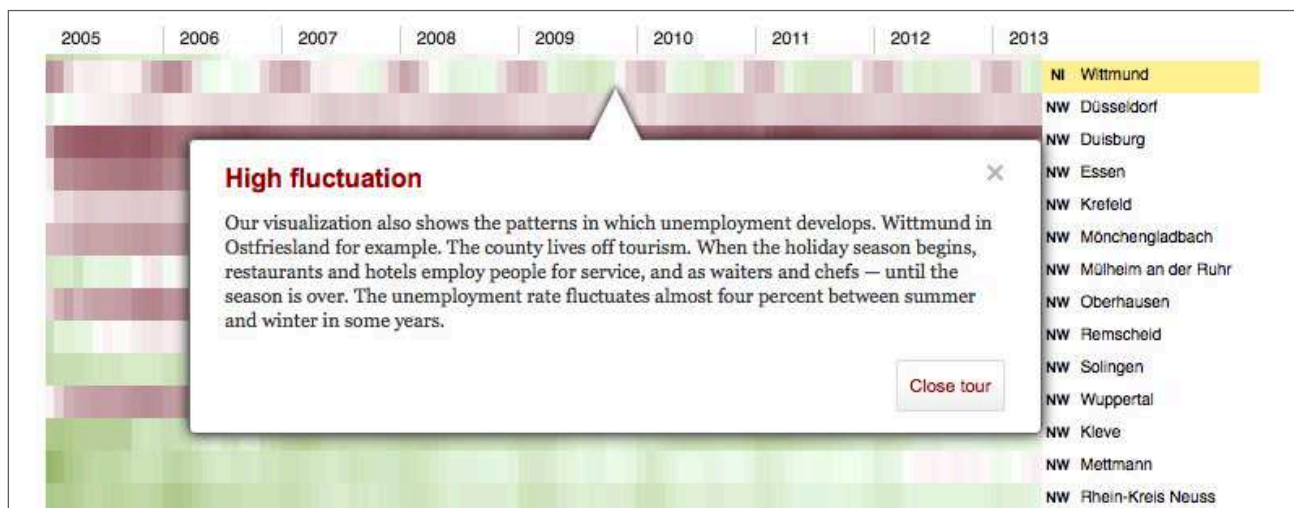 2005 2006 2007 2008 2009 2010 2011 2012 2013
NI Wittmund
NW Düsseldorf
NW Duisburg
NW Essen
NW Krefeld
NW Mönchengladbach
NW Mülheim an der Ruhr
NW Oberhausen
NW Remscheid
NW Solingen
NW Wuppertal
NW Kleve
NW Mettmann
NW Rhein-Kreis Neuss
High fluctuation ×
Our visualization also shows the patterns in which unemployment develops. Wittmund in
Ostfriesland for example. The county lives off tourism. When the holiday season begins,
restaurants and hotels employ people for service, and as waiters and chefs — until the
season is over. The unemployment rate fluctuates almost four percent between summer
and winter in some years.
Close tour